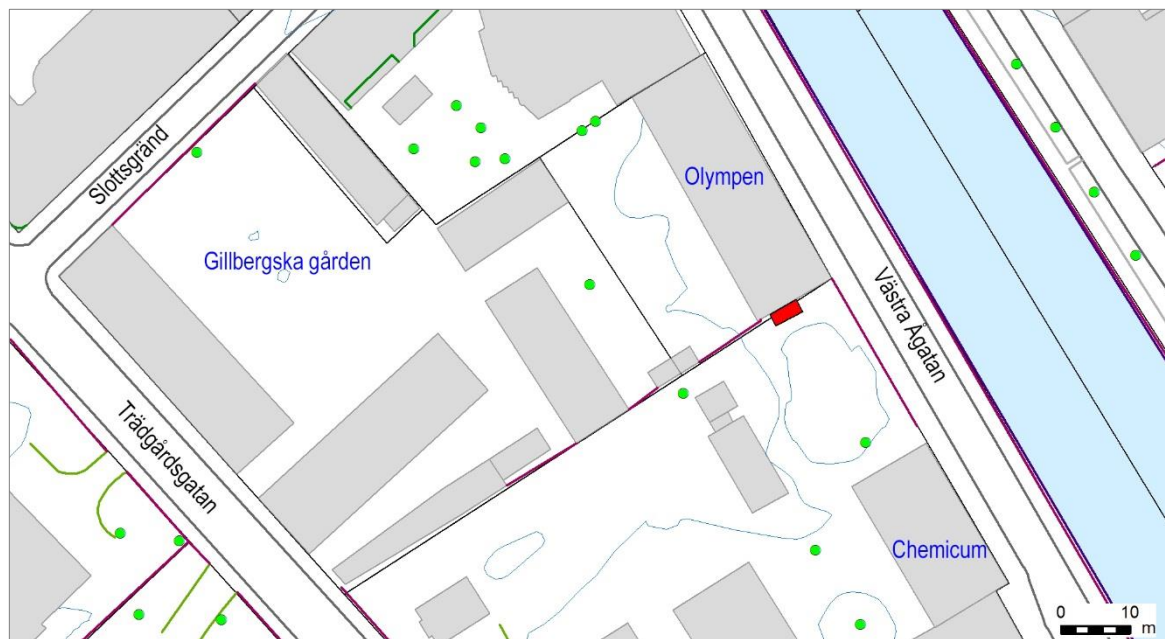 Slottsgränd
Olympen
Gillbergska gården
Västra Ågatan
Trädgårdsgatan
Chemicum
0 10
m